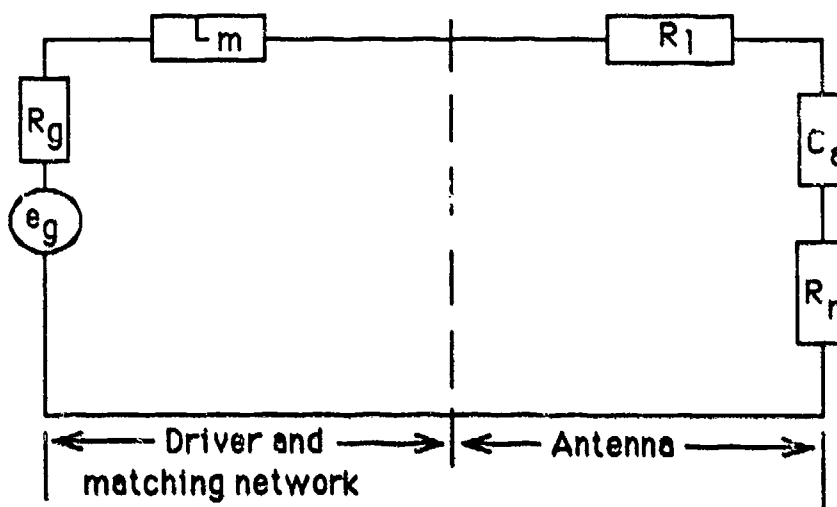 Lm
R1
Rg
eg
Rr
Driver and
matching network
Antenna